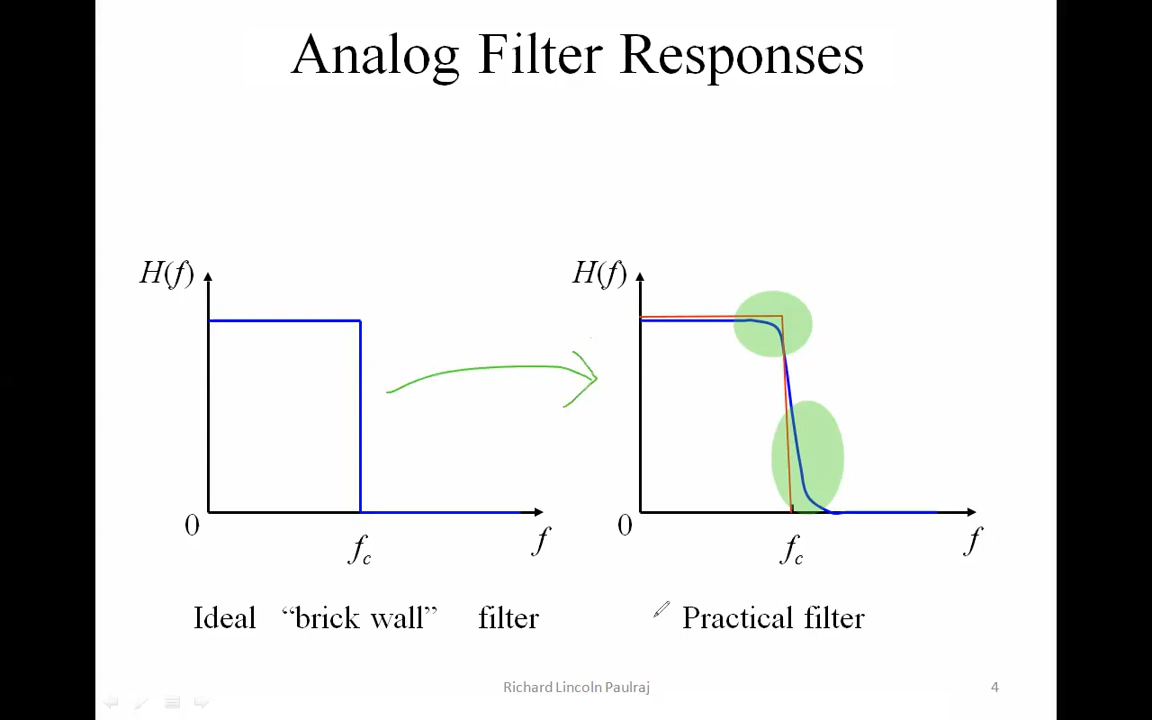 Analog Filter Responses
H(f)
H(f)
0
f_c
f
0
f_c
f
Ideal “brick wall” filter
Practical filter
Richard Lincoln Paulraj
4